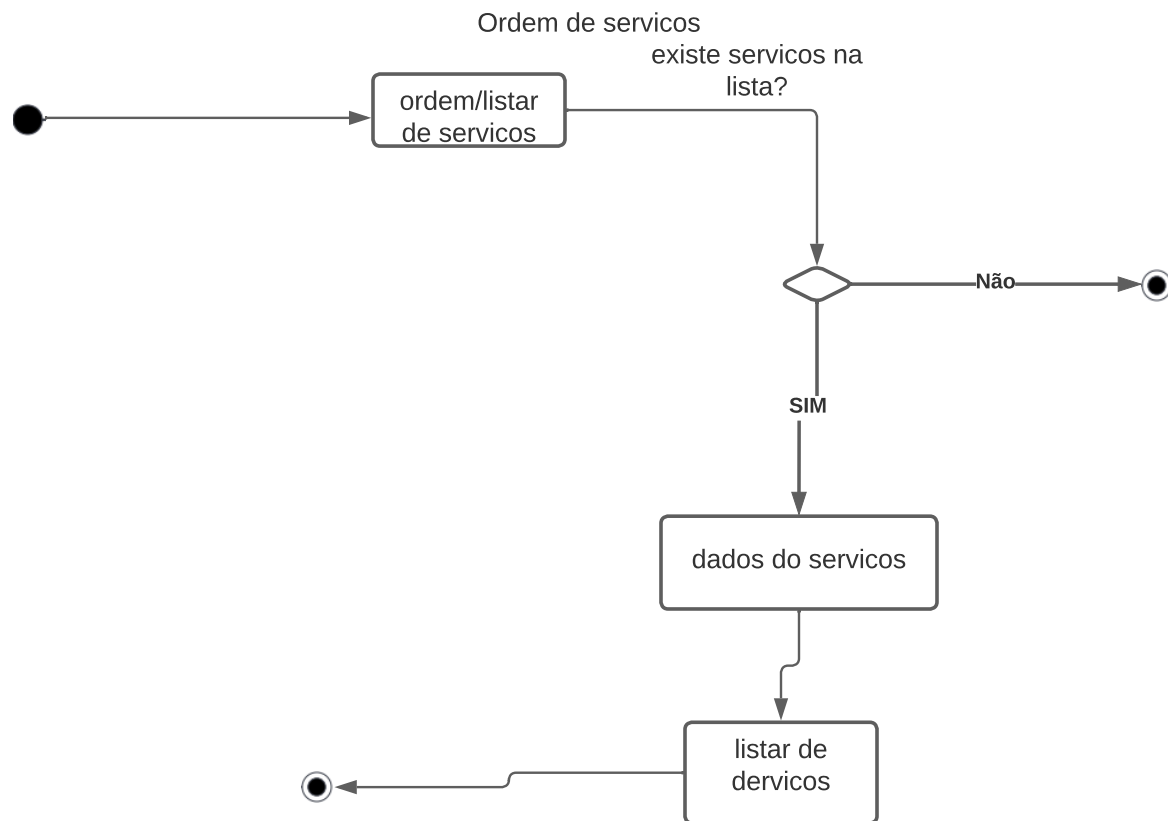 Ordem de servicos
existe servicos na
lista?
ordem/listar
de servicos
Não
SIM
dados do servicos
listar de
dervicos